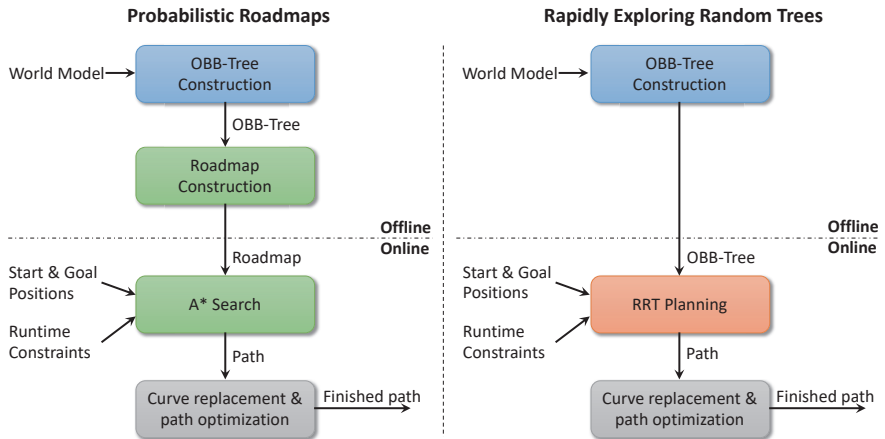 Probabilistic Roadmaps
World Model
OBB-Tree
Construction
OBB-Tree
Roadmap
Construction
Offline
Online
Roadmap
Start & Goal
Positions
A* Search
Runtime
Constraints
Path
Curve replacement &
path optimization
Finished path
Rapidly Exploring Random Trees
World Model
OBB-Tree
Construction
Offline
Online
OBB-Tree
Start & Goal
Positions
RRT Planning
Runtime
Constraints
Path
Curve replacement &
path optimization
Finished path